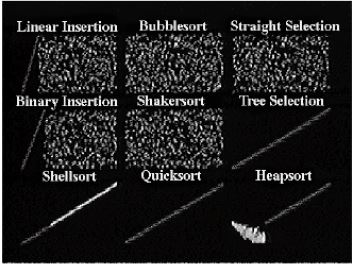 Linear Insertion Bubblesort Straight Selection
Binary Insertion Shakersort Tree Selection
Shellsort Quicksort Heapsort